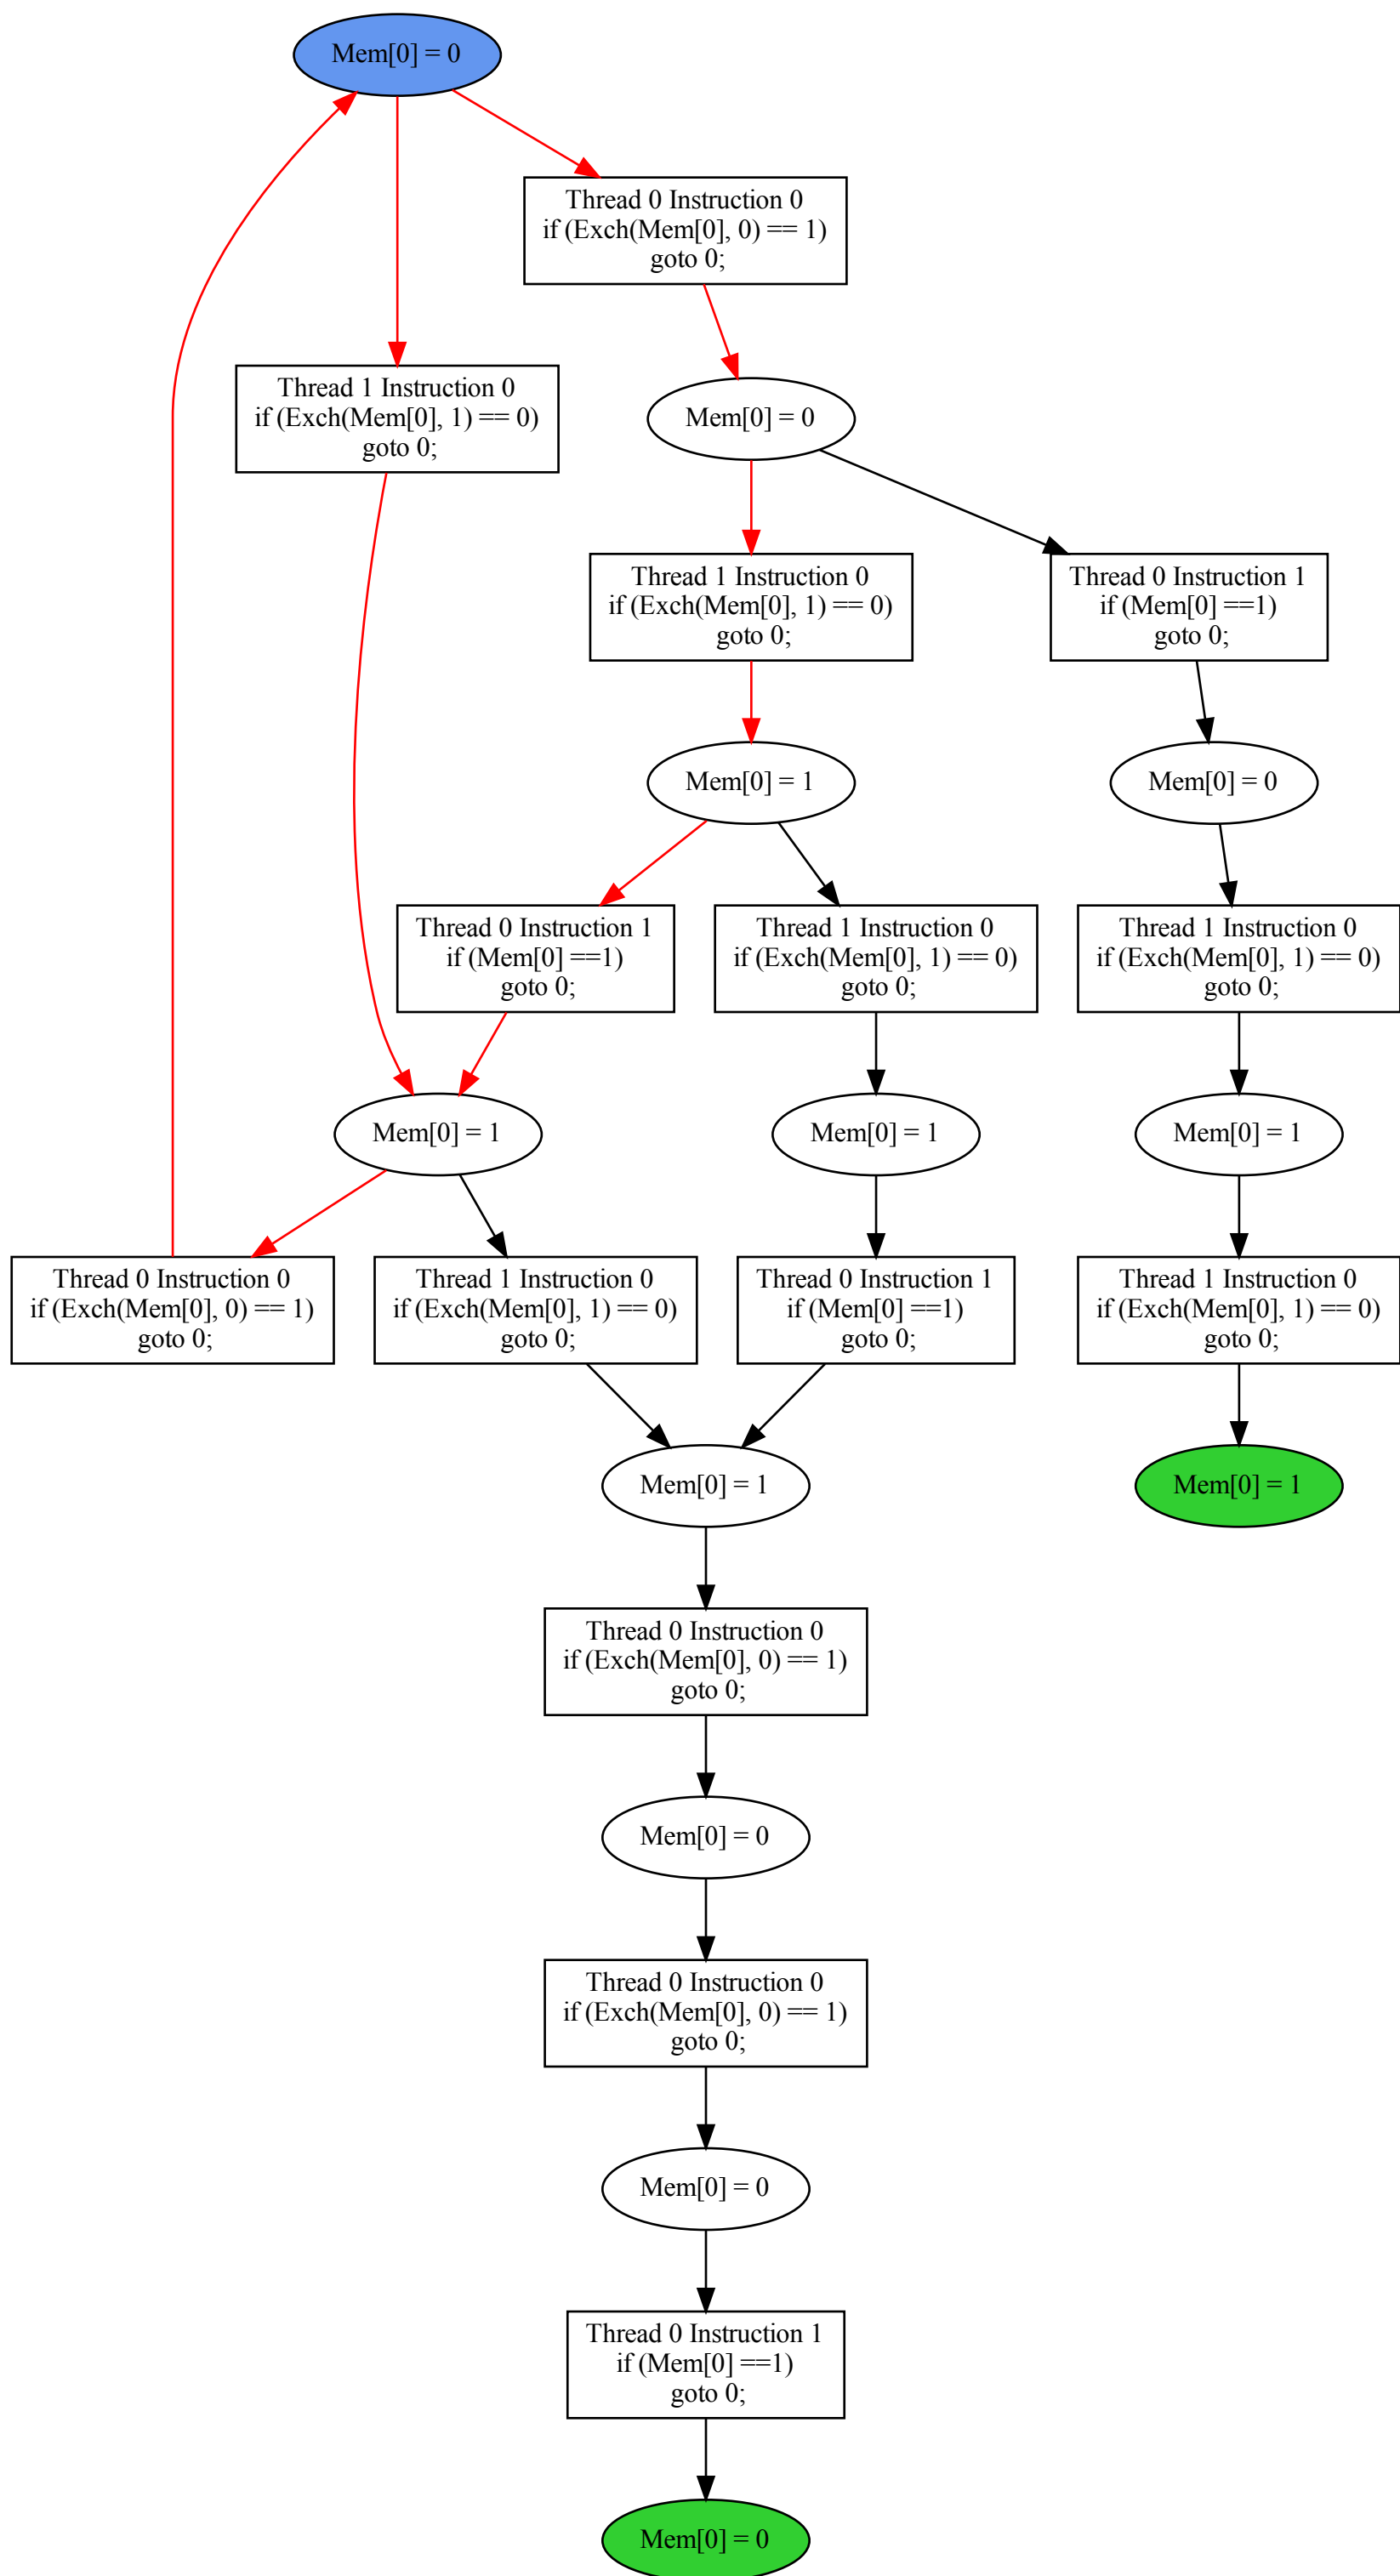 Mem[0] = 0
Thread 0 Instruction 0
if (Exch(Mem[0], 0) == 1)
goto 0;
Thread 1 Instruction 0
if (Exch(Mem[0], 1) == 0)
goto 0;
Mem[0] = 0
Thread 1 Instruction 0
if (Exch(Mem[0], 1) == 0)
goto 0;
Thread 0 Instruction 1
if (Mem[0] ==1)
goto 0;
Mem[0] = 1
Mem[0] = 0
Thread 0 Instruction 1
if (Mem[0] ==1)
goto 0;
Thread 1 Instruction 0
if (Exch(Mem[0], 1) == 0)
goto 0;
Thread 1 Instruction 0
if (Exch(Mem[0], 1) == 0)
goto 0;
Mem[0] = 1
Mem[0] = 1
Mem[0] = 1
Thread 0 Instruction 0
if (Exch(Mem[0], 0) == 1)
goto 0;
Thread 1 Instruction 0
if (Exch(Mem[0], 1) == 0)
goto 0;
Thread 0 Instruction 1
if (Mem[0] ==1)
goto 0;
Thread 1 Instruction 0
if (Exch(Mem[0], 1) == 0)
goto 0;
Mem[0] = 1
Mem[0] = 1
Thread 0 Instruction 0
if (Exch(Mem[0], 0) == 1)
goto 0;
Mem[0] = 0
Thread 0 Instruction 0
if (Exch(Mem[0], 0) == 1)
goto 0;
Mem[0] = 0
Thread 0 Instruction 1
if (Mem[0] ==1)
goto 0;
Mem[0] = 0